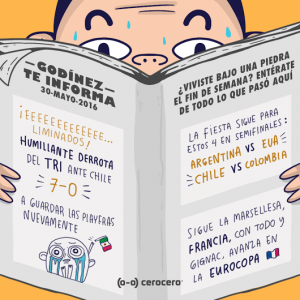 GODÍNEZ
TE INFORMA
30-MAYO-2016
¡EEEEEEEEEEEE...
LIMINADOS!
HUMILLANTE DERROTA
DEL TRI ANTE CHILE
7-0
A GUARDAR LAS PLAYERAS
NUEVAMENTE
¿VIVISTE BAJO UNA PIEDRA
EL FIN DE SEMANA? ENTÉRATE
DE TODO LO QUE PASÓ AQUÍ
LA FIESTA SIGUE PARA
ESTOS 4 EN SEMIFINALES:
ARGENTINA VS EUA
CHILE VS COLOMBIA
SIGUE LA MARSELLESA,
FRANCIA, CON TODO Y
GIGNAC, AVANZA EN
LA EUROCOPA
(o-o) cerocero